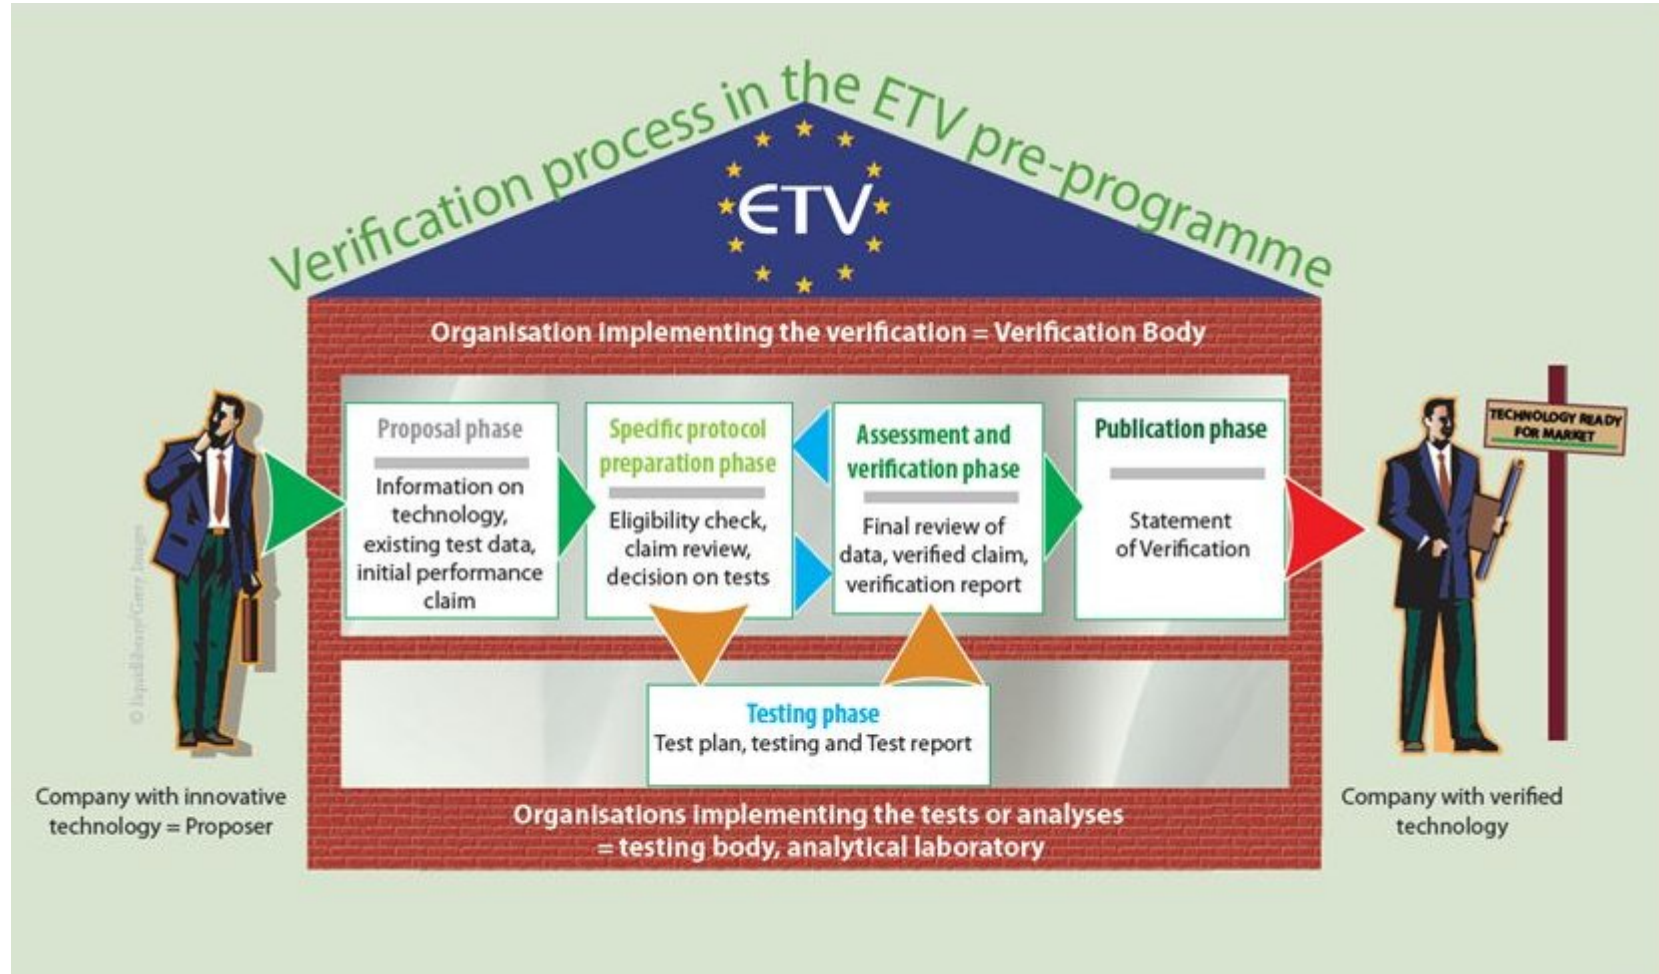 Verification process in the ETV pre-programme
ETV
Organisation implementing the verification = Verification Body
Proposal phase
Information on
technology,
existing test data,
initial performance
claim
Specific protocol
preparation phase
Eligibility check,
claim review,
decision on tests
Assessment and
verification phase
Final review of
data, verified claim,
verification report
Publication phase
Statement
of Verification
TECHNOLOGY READY
FOR MARKET
Testing phase
Test plan, testing and Test report
Company with innovative
technology = Proposer
Organisations implementing the tests or analyses
= testing body, analytical laboratory
Company with verified
technology